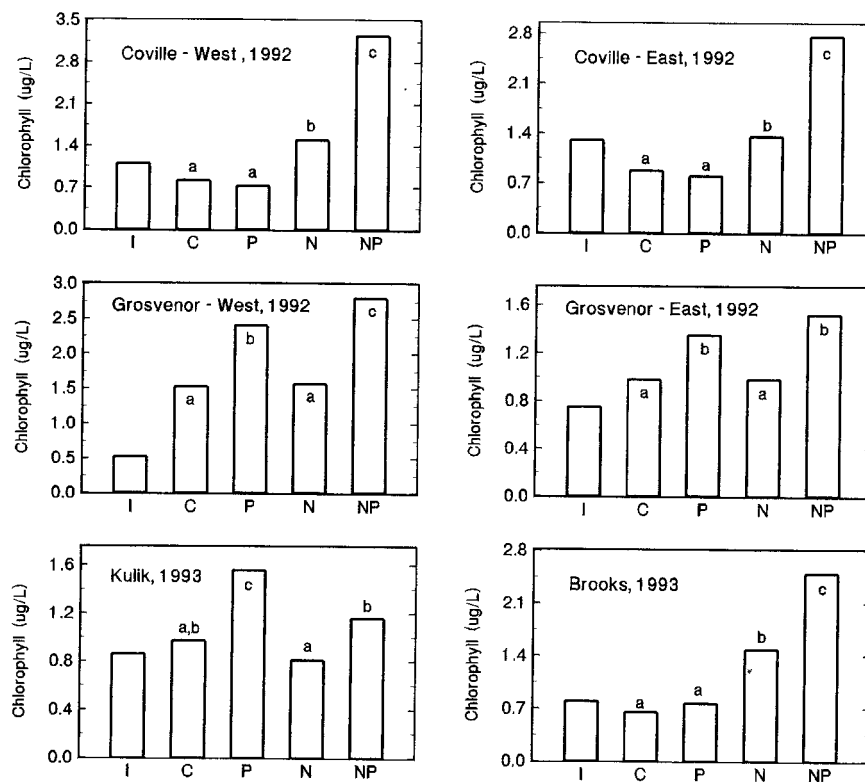 Coville - West, 1992
Chlorophyll (ug/L)
3.5
2.8
2.1
1.4
0.7
0.0
a
a
b
c
I C P N NP
Coville - East, 1992
Chlorophyll (ug/L)
2.8
2.1
1.4
0.7
0.0
a
a
b
c
I C P N NP
Grosvenor - West, 1992
Chlorophyll (ug/L)
3.0
2.5
2.0
1.5
1.0
0.5
0.0
a
b
a
c
I C P N NP
Grosvenor - East, 1992
Chlorophyll (ug/L)
1.6
1.2
0.8
0.4
0.0
a
b
a
b
I C P N NP
Kulik, 1993
Chlorophyll (ug/L)
1.6
1.2
0.8
0.4
0.0
a,b
c
a
b
I C P N NP
Brooks, 1993
Chlorophyll (ug/L)
2.8
2.1
1.4
0.7
0.0
a
a
b
c
I C P N NP